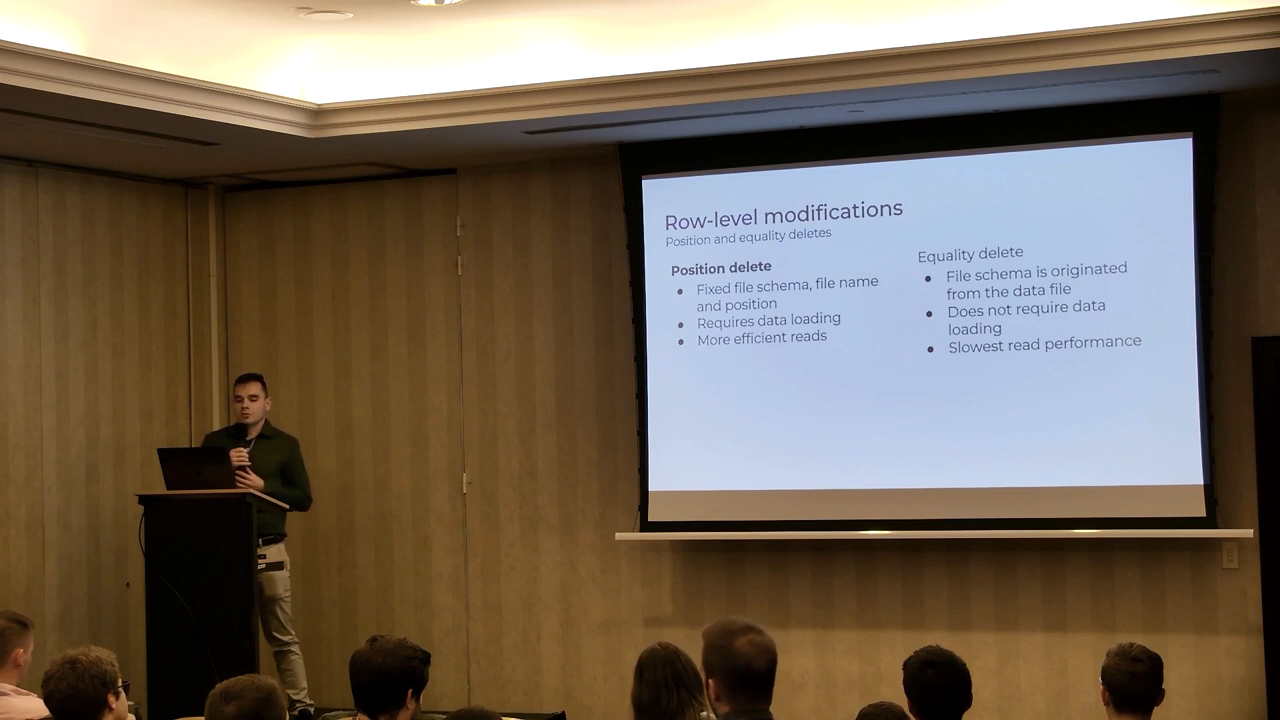 Row-level modifications
Position and equality deletes
Position delete
● Fixed file schema, file name
and position
● Requires data loading
● More efficient reads
Equality delete
● File schema is originated
from the data file
● Does not require data
loading
● Slowest read performance